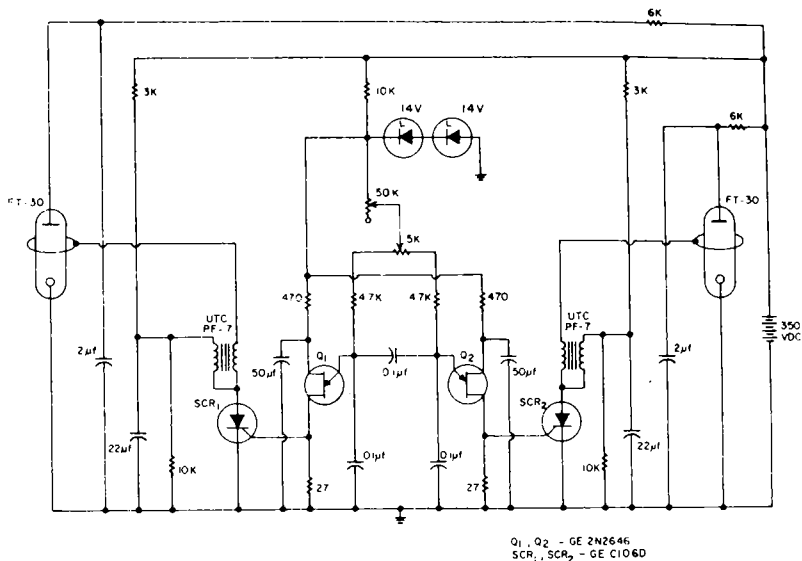 6K
3K
10K
14V
14V
L
L
3K
6K
FT-30
50K
FT-30
5K
470
4.7K
4.7K
470
UTC
PF-7
UTC
PF-7
350
VDC
2µf
50µf
Q1
0.1µf
Q2
50µf
2µf
SCR1
SCR2
22µf
10K
27
01µf
01µf
27
10K
22µf
Q1, Q2 - GE 2N2646
SCR1, SCR2 - GE C106D